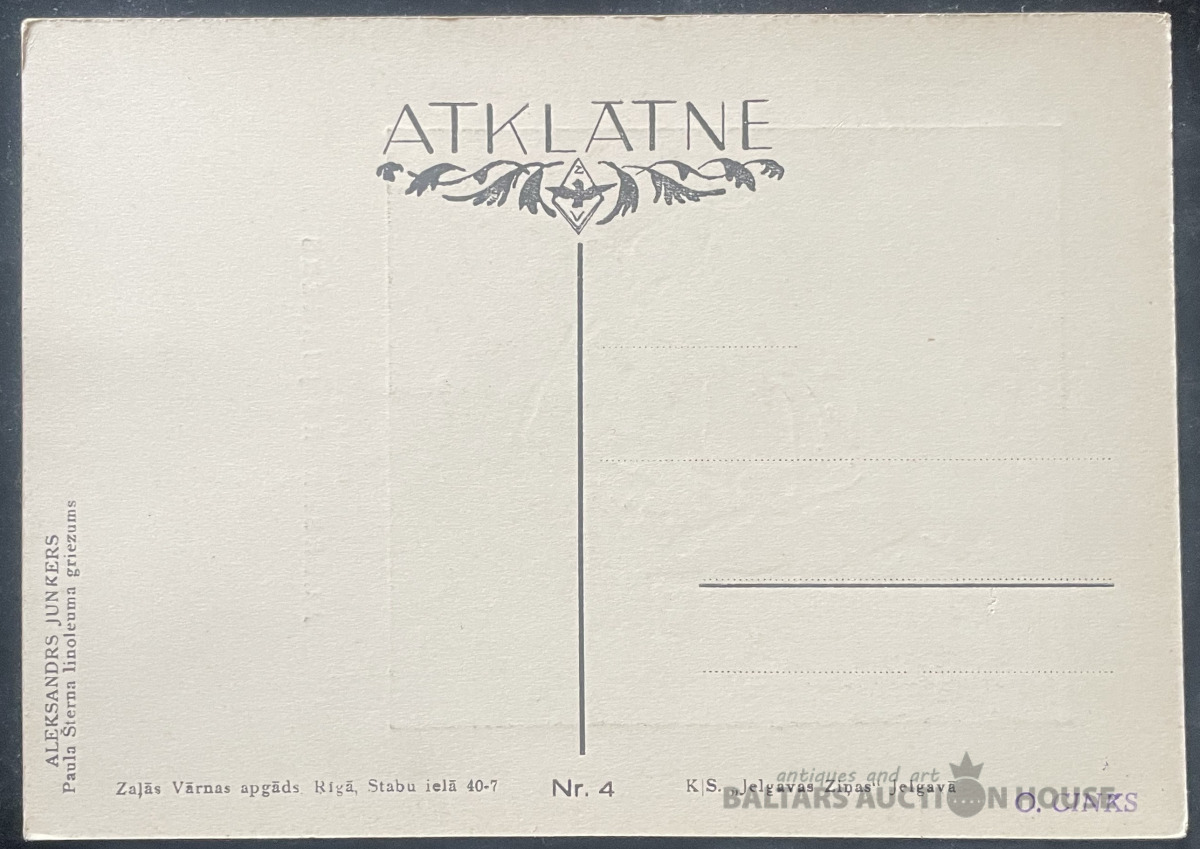 ATKLĀTNE
Z
V
ALEKSANDRS JUNKERS
Paula Šterna linoleuma griezums
Zaļās Vārnas apgāds Rīgā, Stabu ielā 40-7
Nr. 4
K|S. „Jelgavas Ziņas" Jelgavā
antiques and art
BALTARS AUCTION HOUSE
O. CINKS